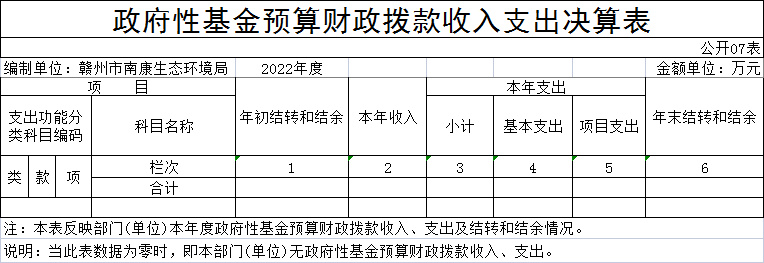 政府性基金预算财政拨款收入支出决算表
公开07表
编制单位：赣州市南康生态环境局 2022年度 金额单位：万元
项 目 年初结转和结余 本年收入 本年支出 年末结转和结余
支出功能分类科目编码 科目名称 小计 基本支出 项目支出
类 款 项 栏次 1 2 3 4 5 6
合计
注：本表反映部门(单位)本年度政府性基金预算财政拨款收入、支出及结转和结余情况。
说明：当此表数据为零时，即本部门(单位)无政府性基金预算财政拨款收入、支出。